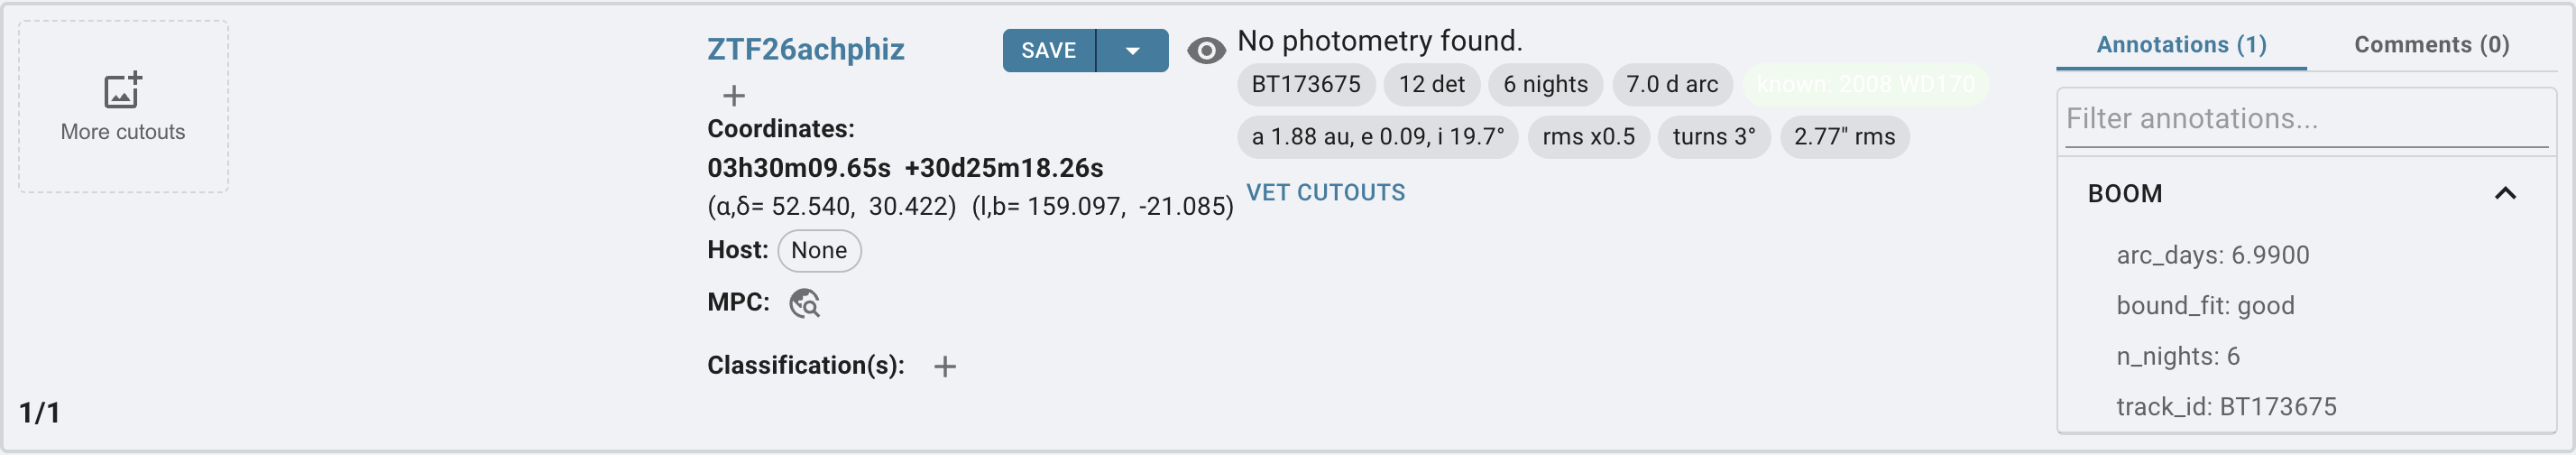 More cutouts
1/1
ZTF26achphiz
SAVE
Coordinates:
03h30m09.65s +30d25m18.26s
(α,δ= 52.540, 30.422) (l,b= 159.097, -21.085)
Host: None
MPC:
Classification(s):
No photometry found.
BT173675 12 det 6 nights 7.0 d arc known: 2008 WD170
a 1.88 au, e 0.09, i 19.7° rms x0.5 turns 3° 2.77" rms
VET CUTOUTS
Annotations (1) Comments (0)
Filter annotations...
BOOM
arc_days: 6.9900
bound_fit: good
n_nights: 6
track_id: BT173675